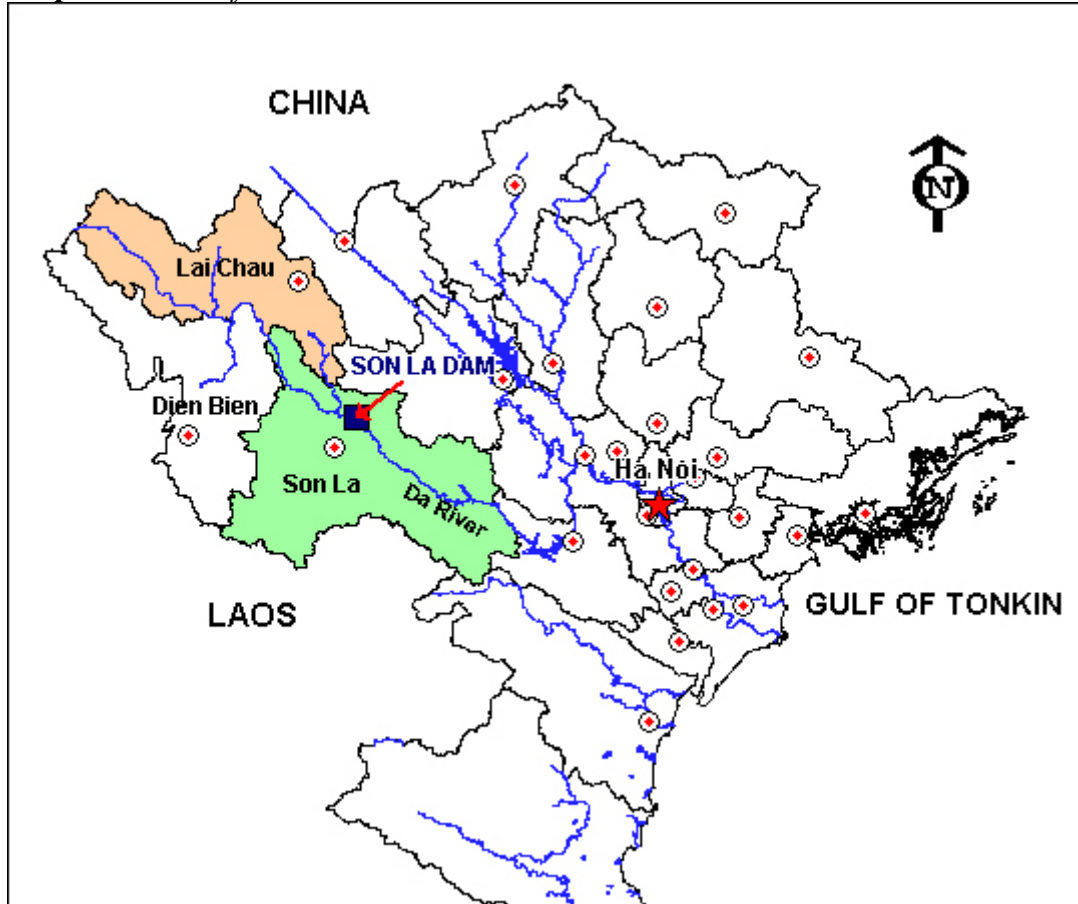 CHINA
N
Lai Chau
SON LA DAM
Dien Bien
Hà Nội
Son La
Da River
LAOS
GULF OF TONKIN